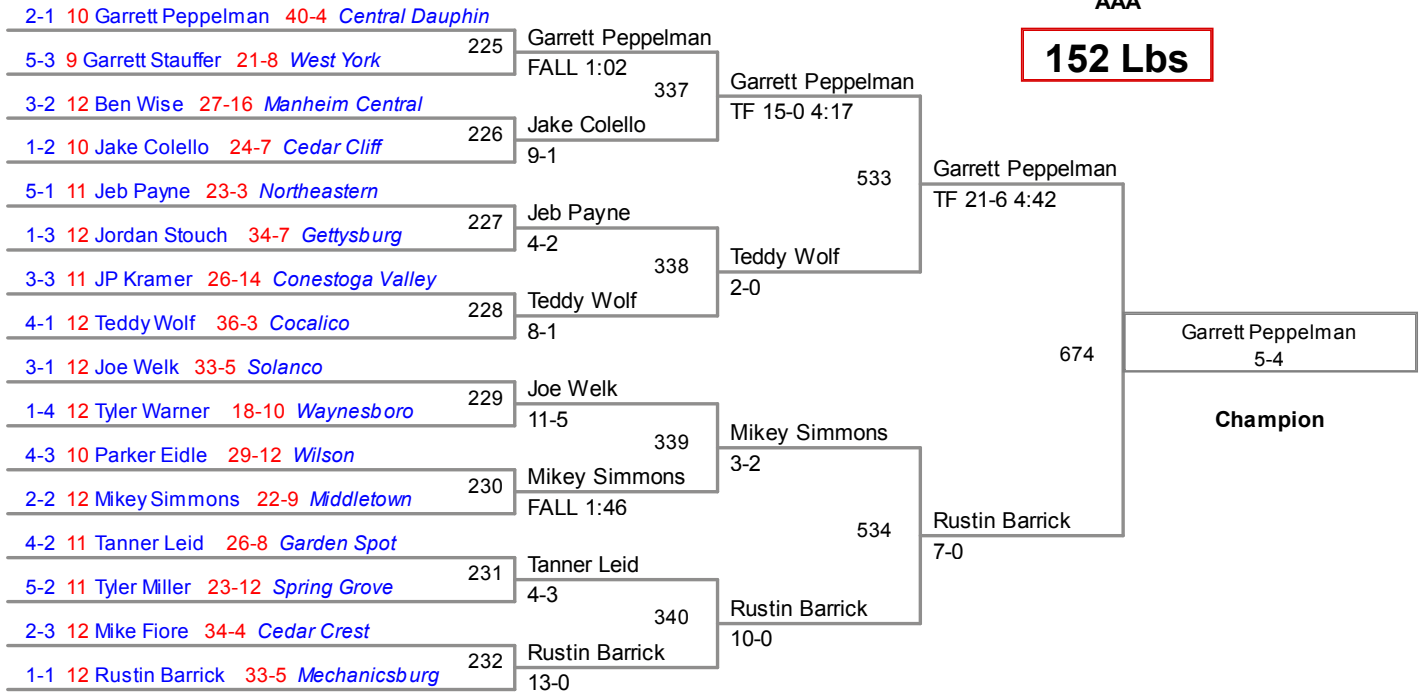 AAA
152 Lbs
2-1 10 Garrett Peppelman 40-4 Central Dauphin
5-3 9 Garrett Stauffer 21-8 West York
3-2 12 Ben Wise 27-16 Manheim Central
1-2 10 Jake Colello 24-7 Cedar Cliff
5-1 11 Jeb Payne 23-3 Northeastern
1-3 12 Jordan Stouch 34-7 Gettysburg
3-3 11 JP Kramer 26-14 Conestoga Valley
4-1 12 Teddy Wolf 36-3 Cocalico
3-1 12 Joe Welk 33-5 Solanco
1-4 12 Tyler Warner 18-10 Waynesboro
4-3 10 Parker Eidle 29-12 Wilson
2-2 12 Mikey Simmons 22-9 Middletown
4-2 11 Tanner Leid 26-8 Garden Spot
5-2 11 Tyler Miller 23-12 Spring Grove
2-3 12 Mike Fiore 34-4 Cedar Crest
1-1 12 Rustin Barrick 33-5 Mechanicsburg
225
226
227
228
229
230
231
232
Garrett Peppelman
FALL 1:02
Jake Colello
9-1
Jeb Payne
4-2
Teddy Wolf
8-1
Joe Welk
11-5
Mikey Simmons
FALL 1:46
Tanner Leid
4-3
Rustin Barrick
13-0
337
338
339
340
Garrett Peppelman
TF 15-0 4:17
Teddy Wolf
2-0
Mikey Simmons
3-2
Rustin Barrick
10-0
533
534
Garrett Peppelman
TF 21-6 4:42
Rustin Barrick
7-0
674
Garrett Peppelman
5-4
Champion